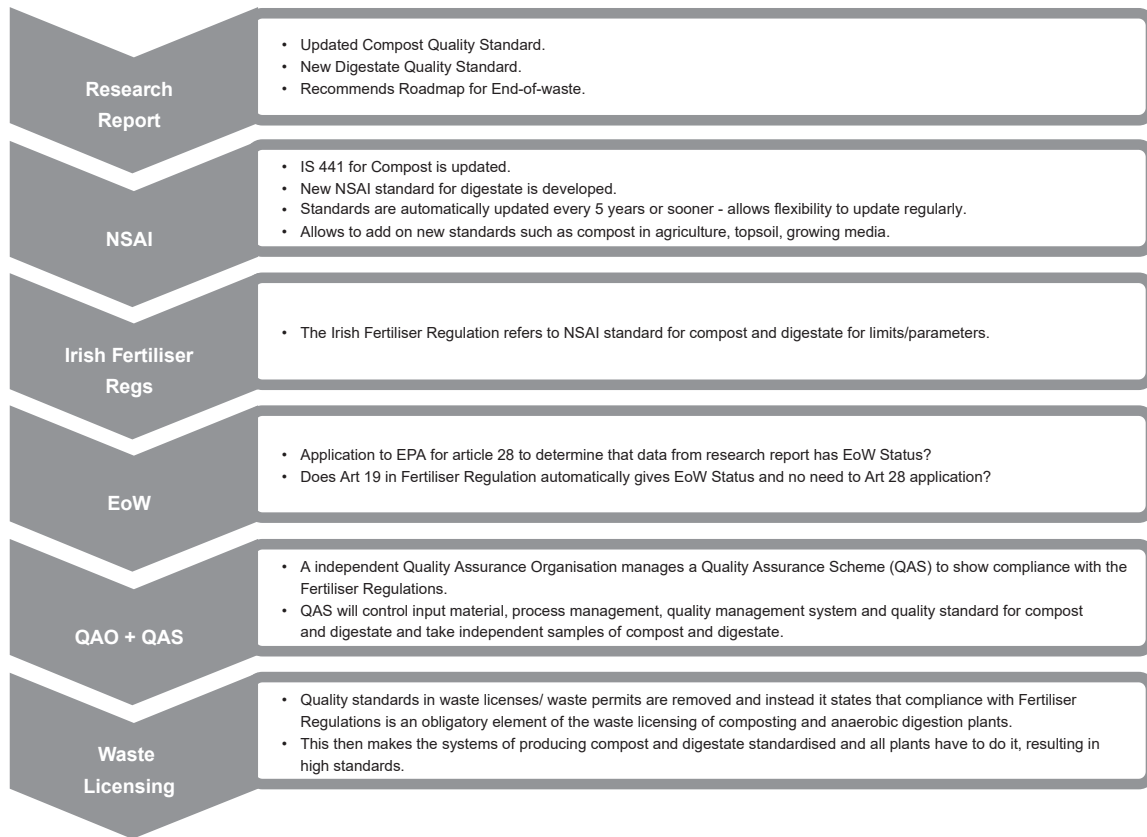 Research
Report
• Updated Compost Quality Standard.
• New Digestate Quality Standard.
• Recommends Roadmap for End-of-waste.
NSAI
• IS 441 for Compost is updated.
• New NSAI standard for digestate is developed.
• Standards are automatically updated every 5 years or sooner - allows flexibility to update regularly.
• Allows to add on new standards such as compost in agriculture, topsoil, growing media.
Irish Fertiliser
Regs
• The Irish Fertiliser Regulation refers to NSAI standard for compost and digestate for limits/parameters.
EoW
• Application to EPA for article 28 to determine that data from research report has EoW Status?
• Does Art 19 in Fertiliser Regulation automatically gives EoW Status and no need to Art 28 application?
QAO + QAS
• A independent Quality Assurance Organisation manages a Quality Assurance Scheme (QAS) to show compliance with the
Fertiliser Regulations.
• QAS will control input material, process management, quality management system and quality standard for compost
and digestate and take independent samples of compost and digestate.
Waste
Licensing
• Quality standards in waste licenses/ waste permits are removed and instead it states that compliance with Fertiliser
Regulations is an obligatory element of the waste licensing of composting and anaerobic digestion plants.
• This then makes the systems of producing compost and digestate standardised and all plants have to do it, resulting in
high standards.